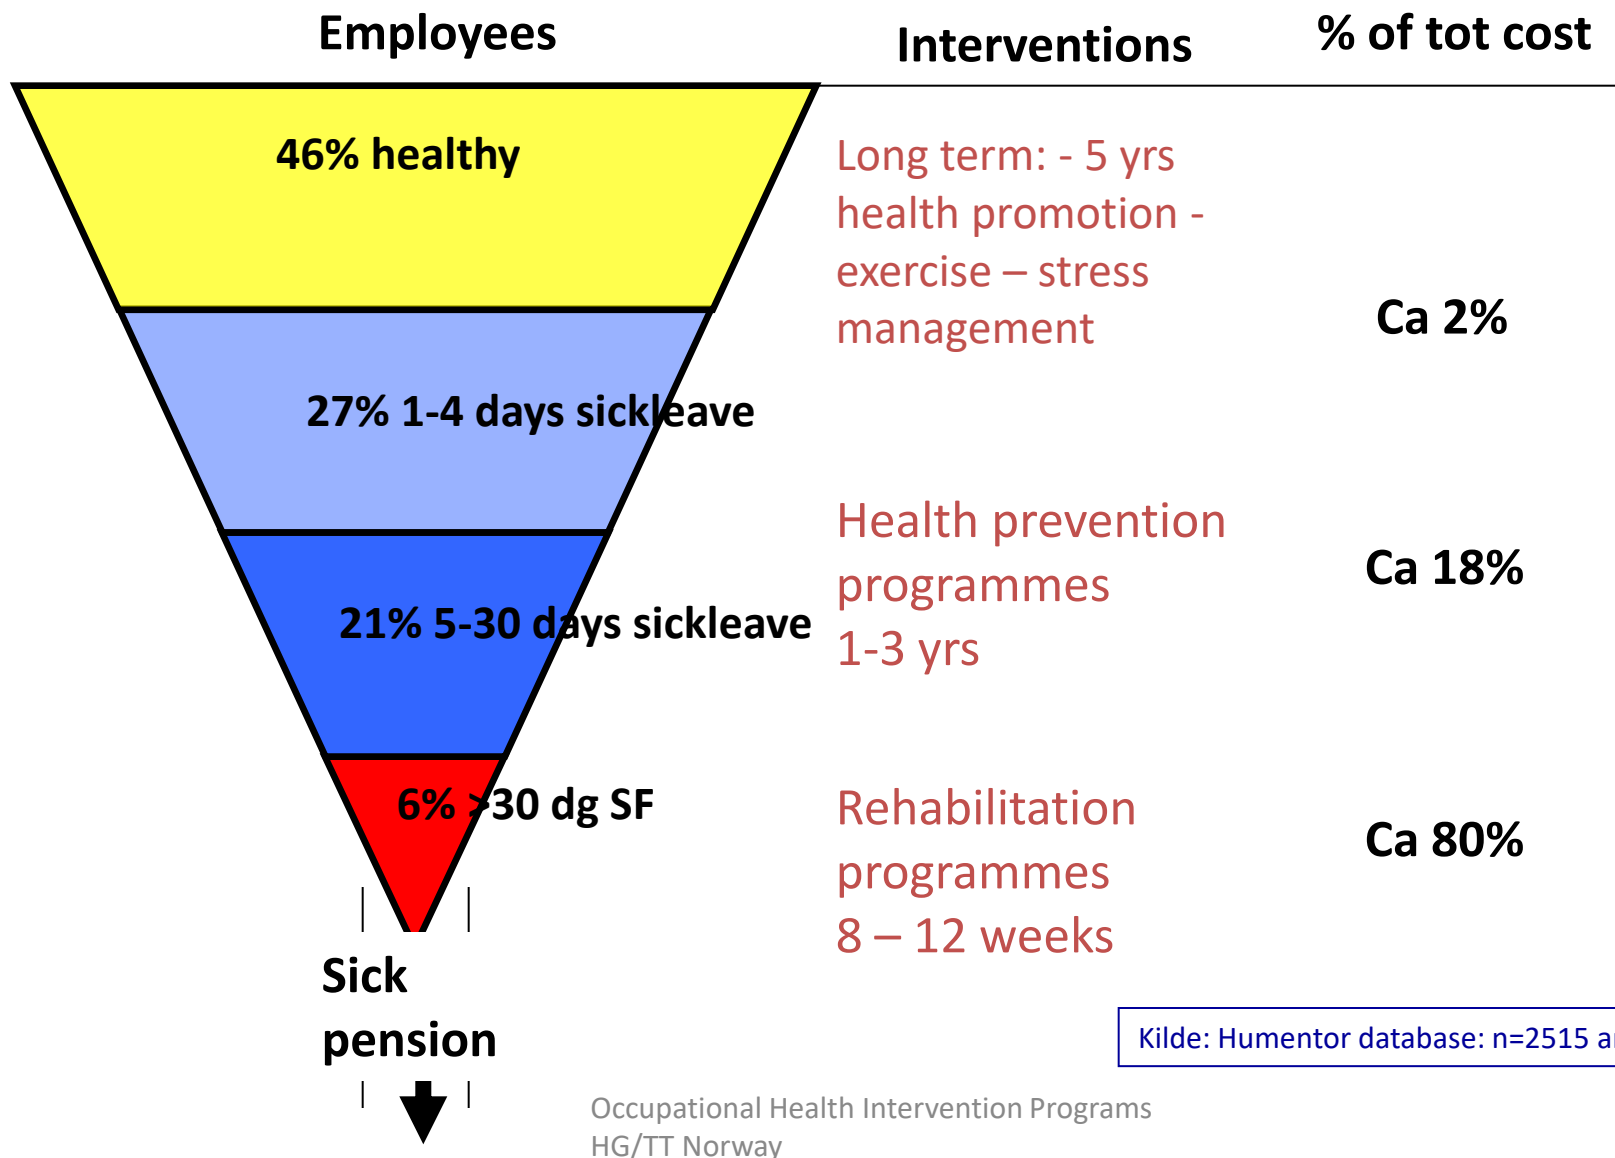 Employees
Interventions
% of tot cost
46% healthy
Long term: - 5 yrs
health promotion -
exercise – stress
management
Ca 2%
27% 1-4 days sickleave
21% 5-30 days sickleave
Health prevention
programmes
1-3 yrs
Ca 18%
6% >30 dg SF
Rehabilitation
programmes
8 – 12 weeks
Ca 80%
Sick
pension
Kilde: Humentor database: n=2515
Occupational Health Intervention Programs
HG/TT Norway